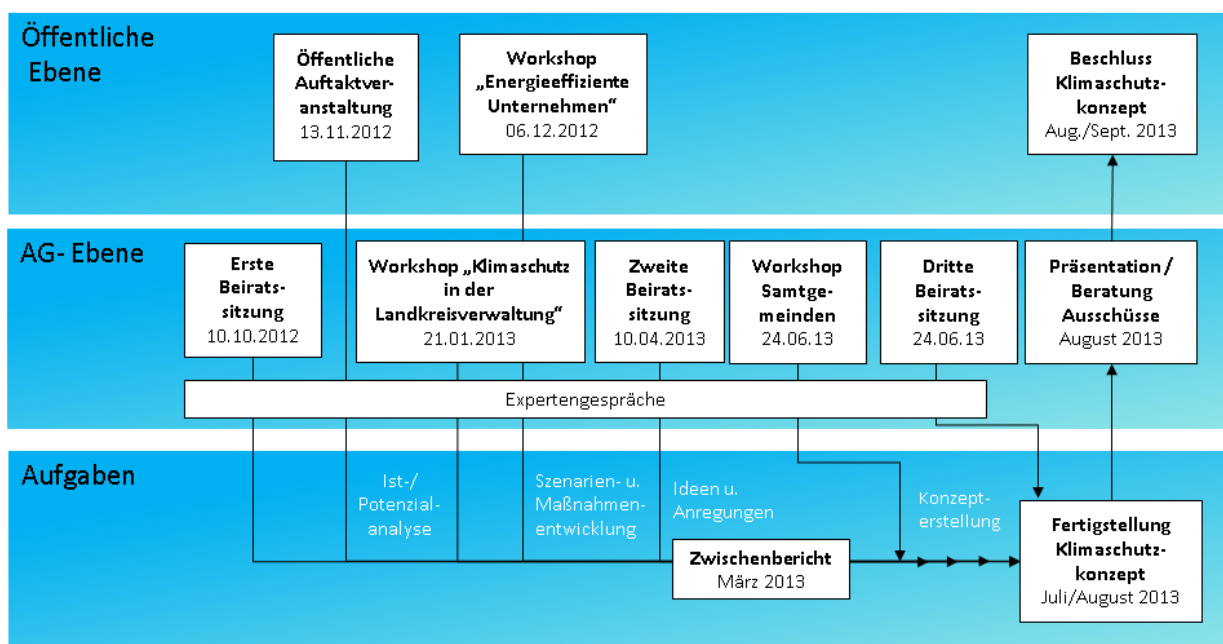 Öffentliche
Ebene
Öffentliche
Auftaktver-
anstaltung
13.11.2012
Workshop
„Energieeffiziente
Unternehmen“
06.12.2012
Beschluss
Klimaschutz-
konzept
Aug./Sept. 2013
AG- Ebene
Erste
Beirats-
sitzung
10.10.2012
Workshop „Klimaschutz
in der
Landkreisverwaltung“
21.01.2013
Zweite
Beirats-
sitzung
10.04.2013
Workshop
Samtge-
meinden
24.06.13
Dritte
Beirats-
sitzung
24.06.13
Präsentation /
Beratung
Ausschüsse
August 2013
Expertengespräche
Aufgaben
Ist-/
Potenzial-
analyse
Szenarien- u.
Maßnahmen-
entwicklung
Ideen u.
Anregungen
Konzept-
erstellung
Zwischenbericht
März 2013
Fertigstellung
Klimaschutz-
konzept
Juli/August 2013